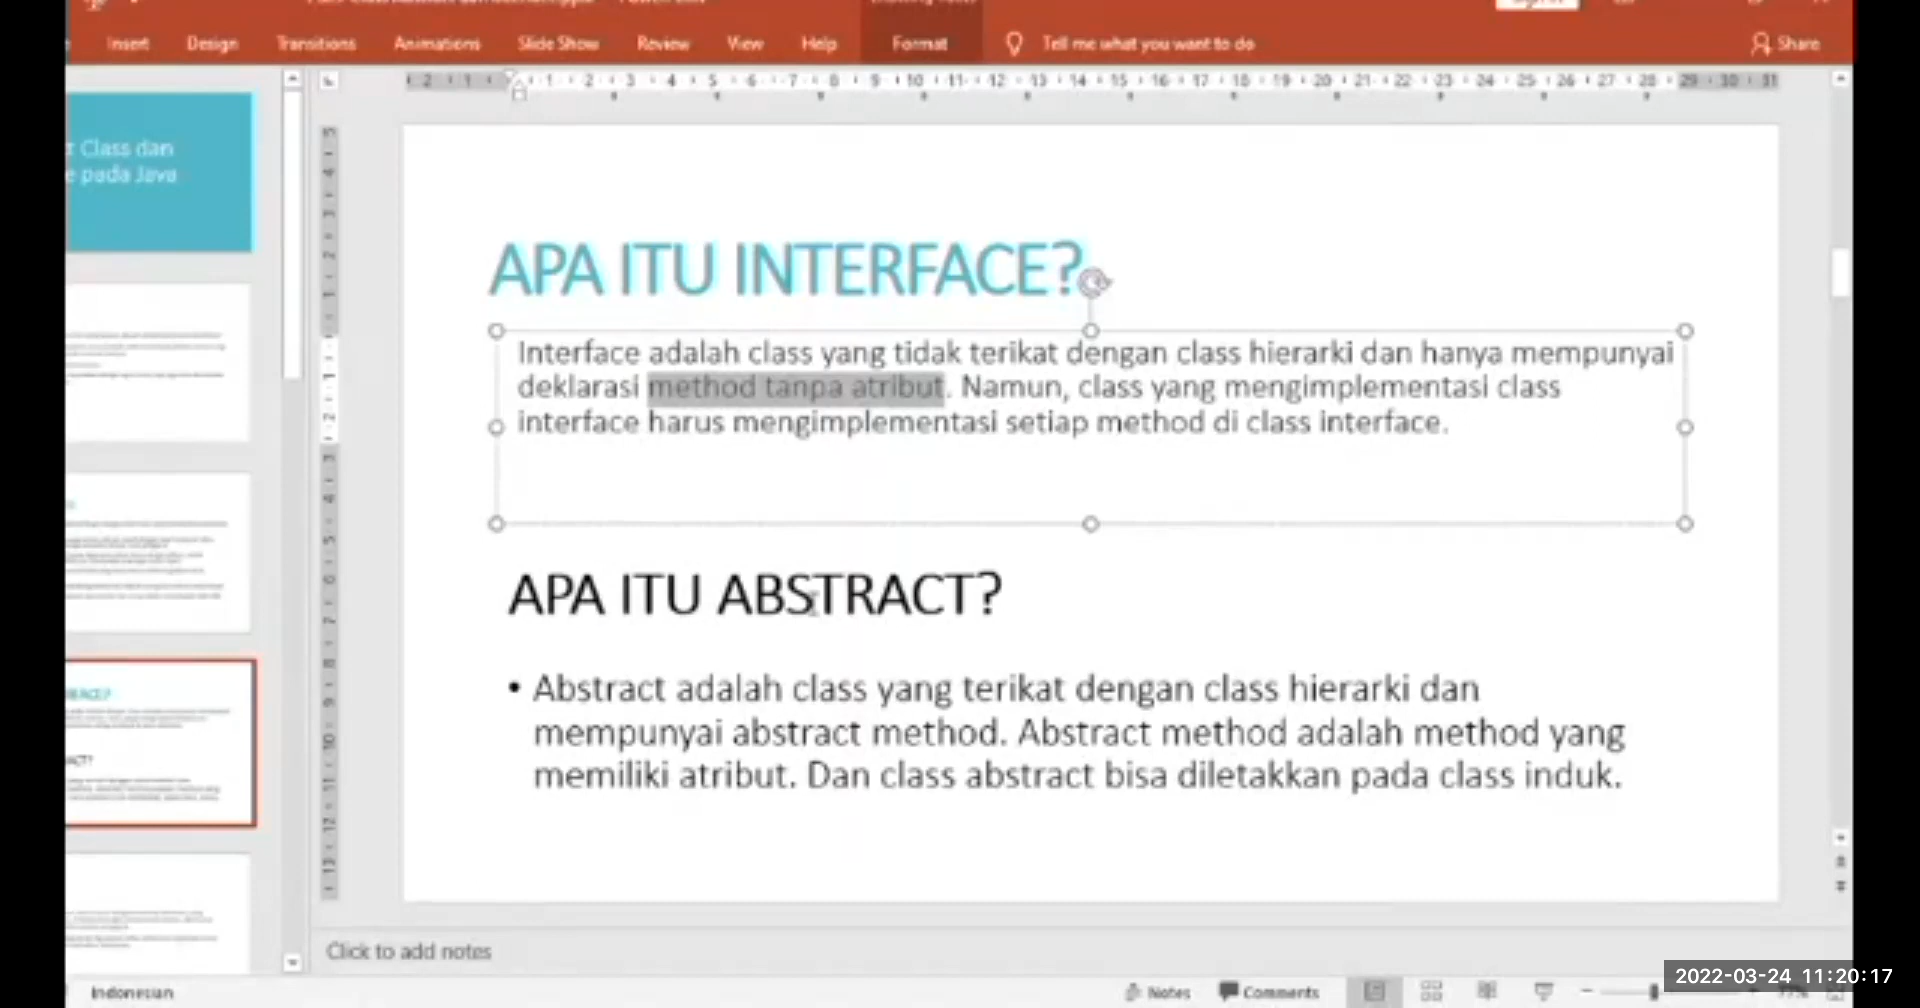 Insert Design Transitions Animations Slide Show Review View Help Format Tell me what you want to do Share
Class dan
pada Java
APA ITU INTERFACE?
Interface adalah class yang tidak terikat dengan class hierarki dan hanya mempunyai
deklarasi method tanpa atribut. Namun, class yang mengimplementasi class
interface harus mengimplementasi setiap method di class interface.
APA ITU ABSTRACT?
• Abstract adalah class yang terikat dengan class hierarki dan
mempunyai abstract method. Abstract method adalah method yang
memiliki atribut. Dan class abstract bisa diletakkan pada class induk.
Click to add notes
Indonesian
Notes Comments
2022-03-24 11:20:17